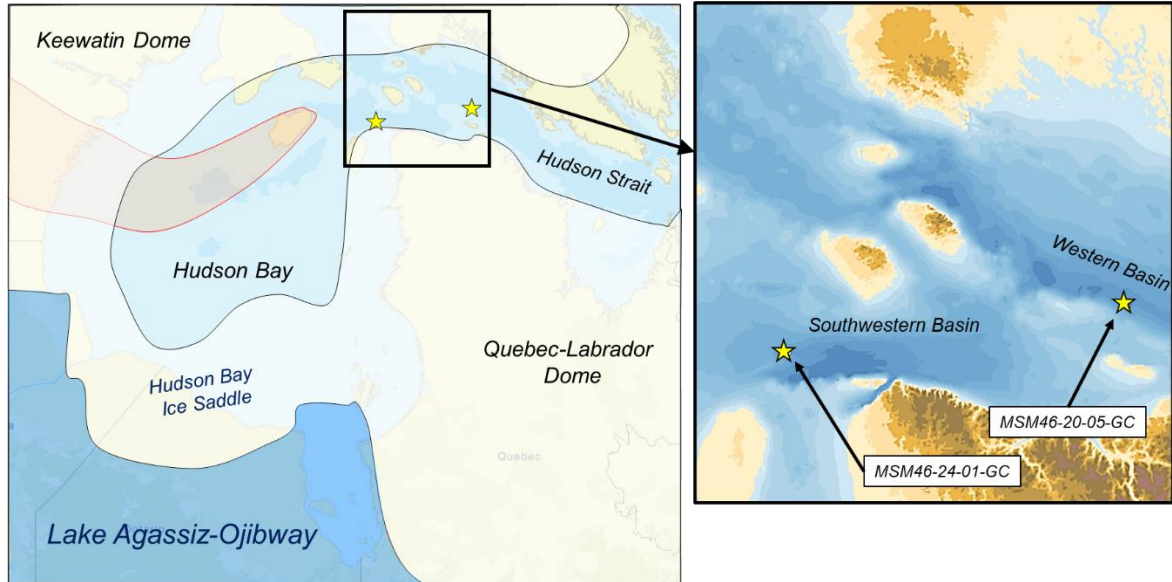 Keewatin Dome
Hudson Strait
Hudson Bay
Quebec-Labrador
Dome
Hudson Bay
Ice Saddle
Quebec
Lake Agassiz-Ojibway
Western Basin
Southwestern Basin
MSM46-20-05-GC
MSM46-24-01-GC